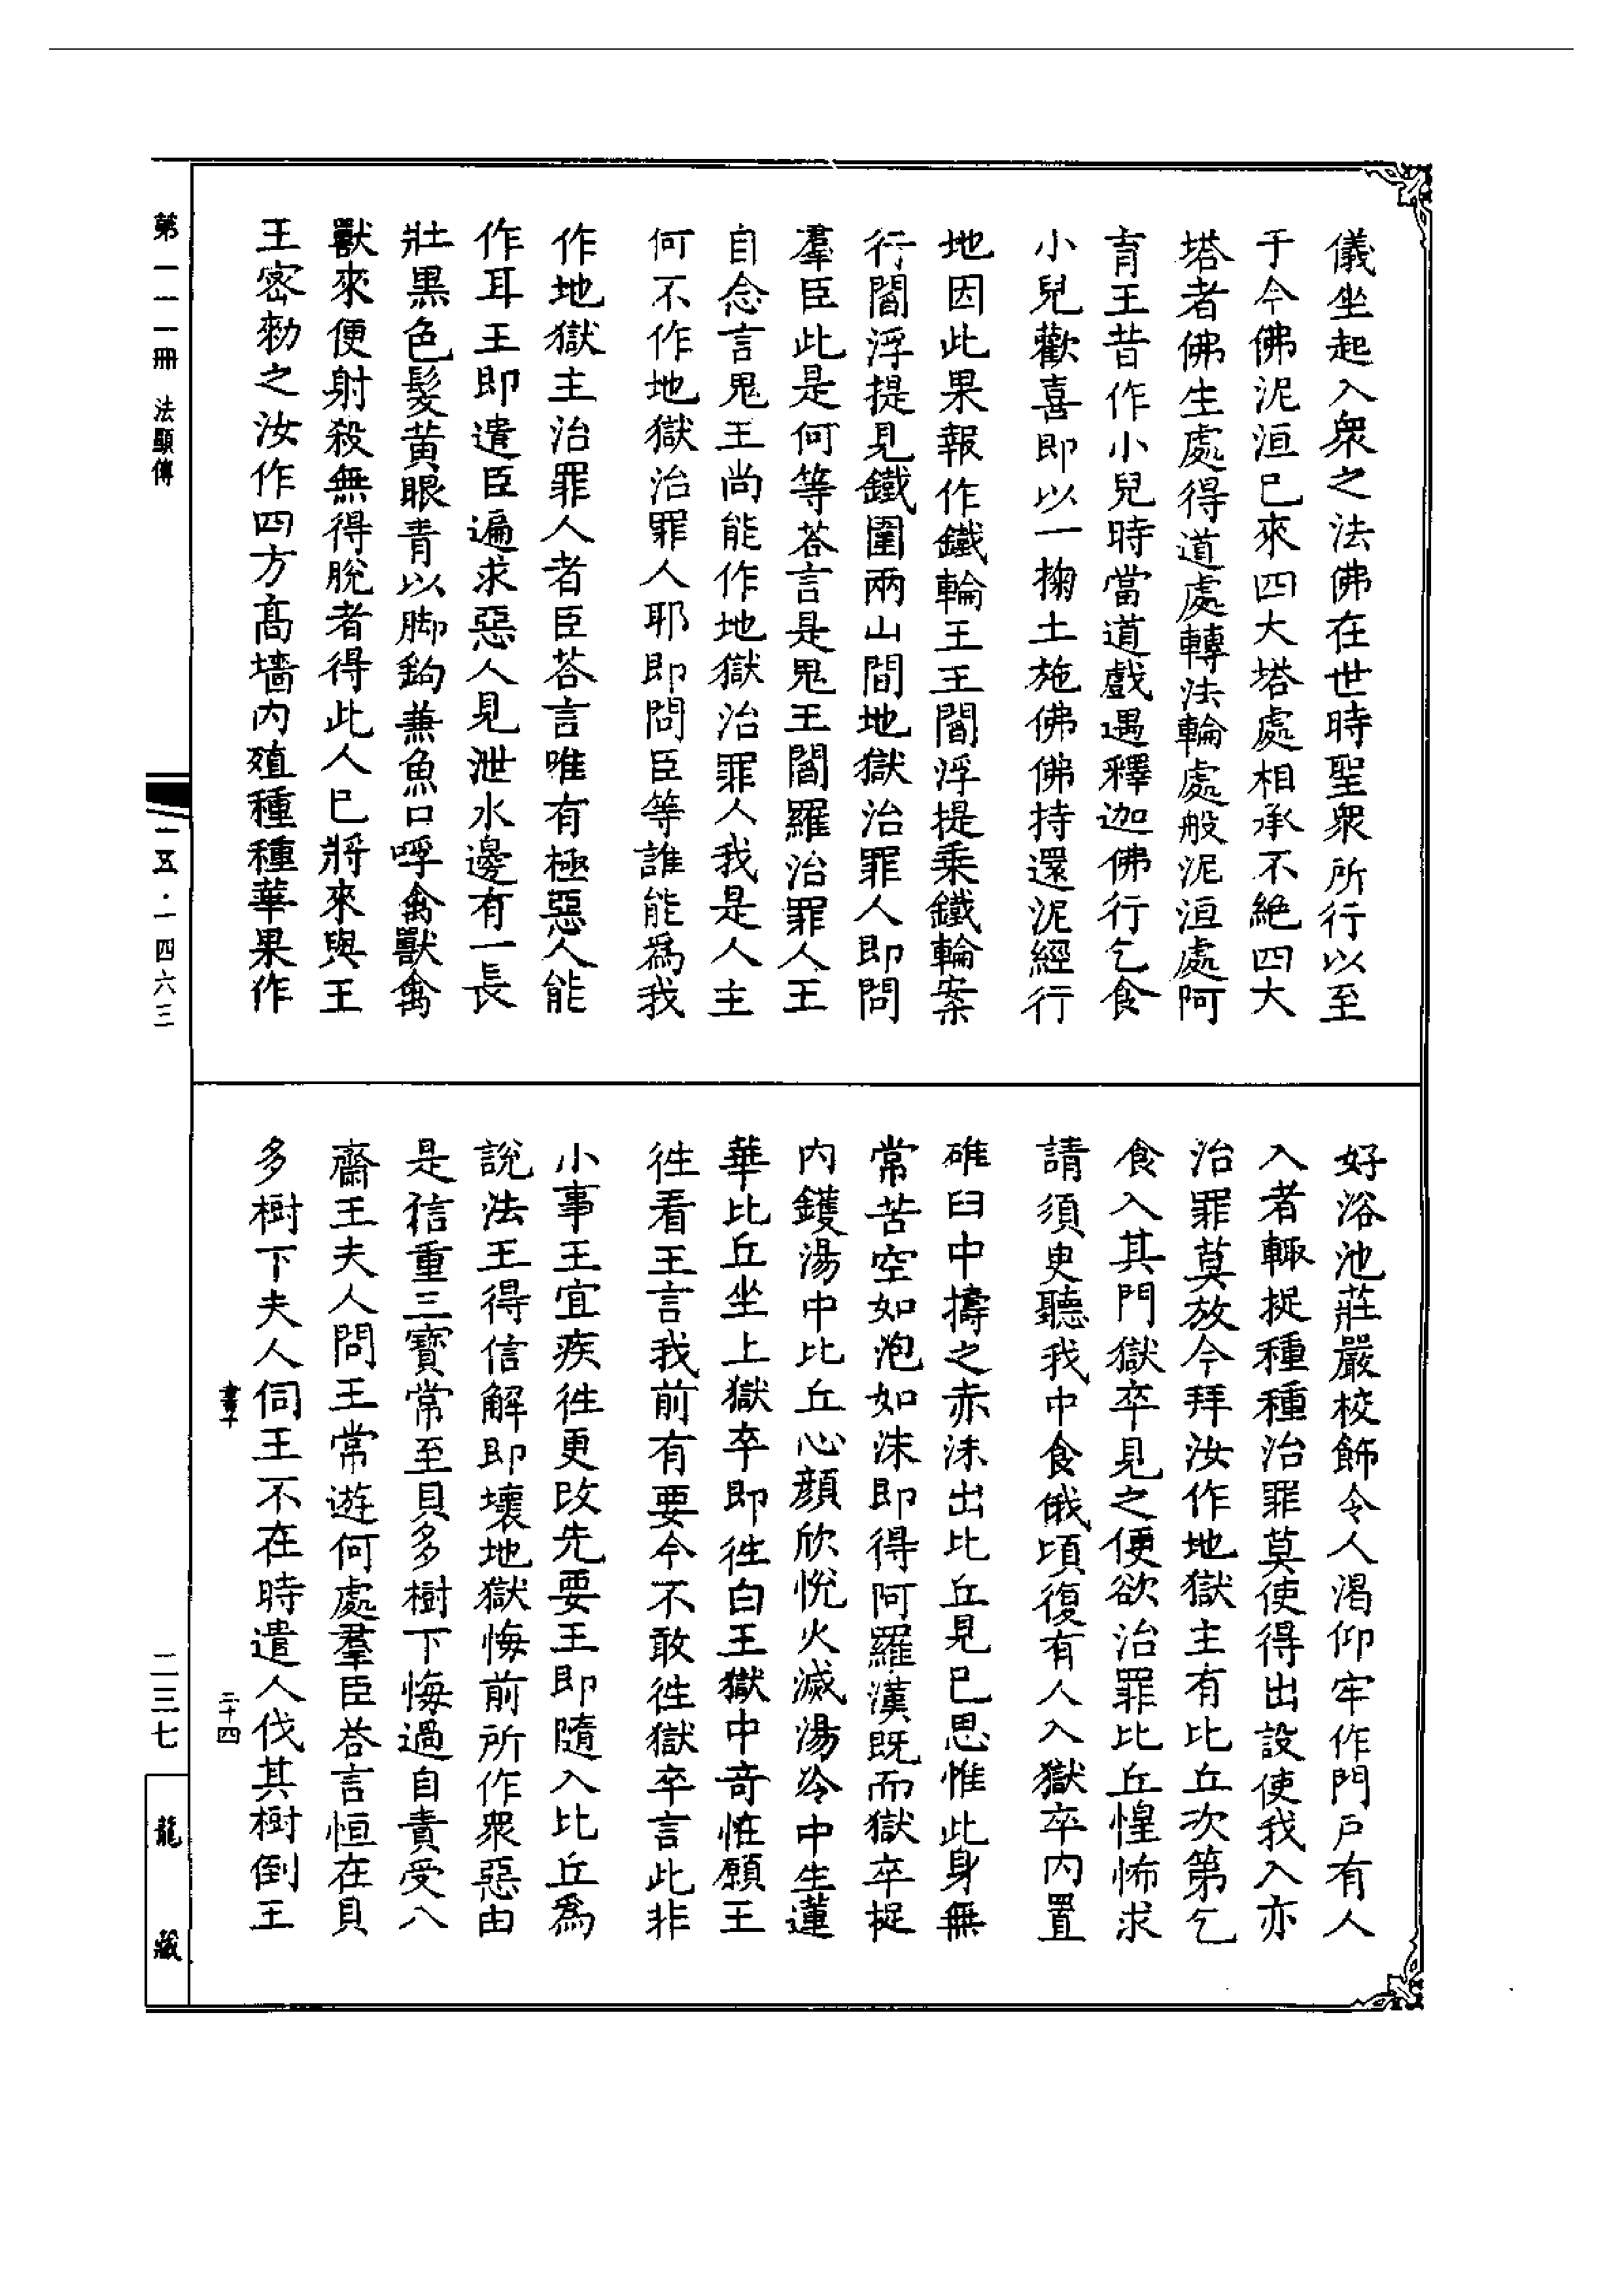 儀坐起入衆之法佛在世時聖衆所行以至
于今佛泥洹已來四大塔處相承不絶四大
塔者佛生處得道處轉法輪處般泥洹處阿
育王昔作小兒時當道戲遇釋迦佛行乞食
小兒歡喜即以一掬土施佛佛持還泥經行
地因此果報作鐵輪王王閻浮提乗鐵輪案
行閻浮提見鐵圍兩山間地獄治罪人即問
羣臣此是何等荅言是鬼王閻羅治罪人王
自念言鬼王尚能作地獄治罪人我是人主
何不作地獄治罪人耶即問臣等誰能爲我
作地獄主治罪人者臣荅言唯有極惡人能
作耳王即遣臣遍求惡人見泄水邊有一長
壯黒色髮黄眼青以脚鈎兼魚口呼禽獸禽
獸來便射殺無得脫者得此人已將來與王
王密勑之汝作四方髙墻内殖種種華果作
好浴池莊嚴校飾令人渴仰牢作門戸有人
入者輙捉種種治罪莫使得出設使我入亦
治罪莫放今拜汝作地獄主有比丘次第乞
食入其門獄卒見之便欲治罪比丘惶怖求
請須臾聽我中食俄頃復有人入獄卒内置
碓臼中擣之赤沫出比丘見已思惟此身無
常苦空如泡如沫即得阿羅漢既而獄卒捉
内鑊湯中比丘心顔欣悅火滅湯冷中生蓮
華比丘坐上獄卒即徃白王獄中竒恠願王
徃看王言我前有要今不敢徃獄卒言此非
小事王宜疾徃更改先要王即隨入比丘爲
說法王得信解即壞地獄悔前所作衆惡由
是信重三寶常至貝多樹下悔過自責受八
齋王夫人問王常遊何處羣臣荅言恒在貝
多樹下夫人伺王不在時遣人伐其樹倒王
書十
二十四
第一一一冊 法顯傳
一五·一四六三
二三七
龍藏